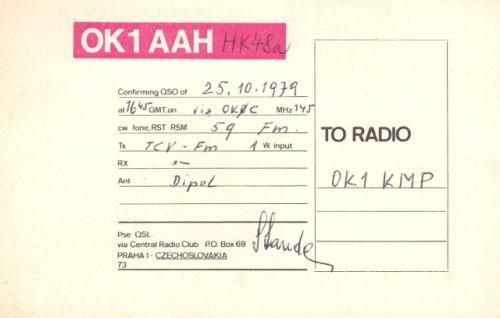 OK1AAH HK48a
Confirming QSO of 25.10.1979
at 1645 GMT. on via OKØC MHz 145
cw fone, RST RSM 59 Fm.
Tx TCV - Fm 1 W. input
RX
Ant Dipol
TO RADIO
OK1 KMP
Pse QSL
via Central Radio Club P.O. Box 69
PRAHA 1 - CZECHOSLOVAKIA
73